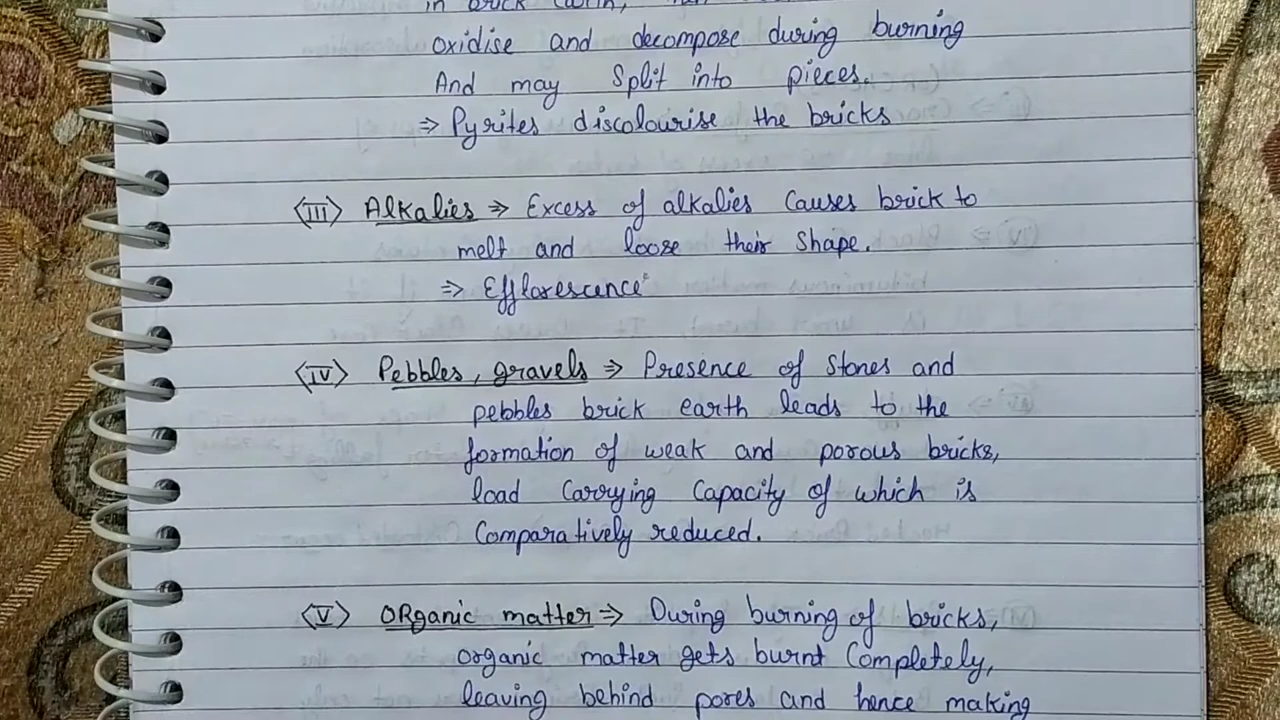 in brick
oxidise and decompose during burning
And may Split into pieces.
⇒ Pyrites discolourise the bricks
<III> Alkalies ⇒ Excess of alkalies Causes brick to
melt and loose their Shape.
⇒ Efflorescence
<IV> Pebbles, gravels ⇒ Presence of Stones and
pebbles brick earth leads to the
formation of weak and porous bricks,
load Carrying Capacity of which is
Comparatively reduced.
<V> ORganic matter ⇒ During burning of bricks,
organic matter gets burnt Completely,
leaving behind pores and hence making